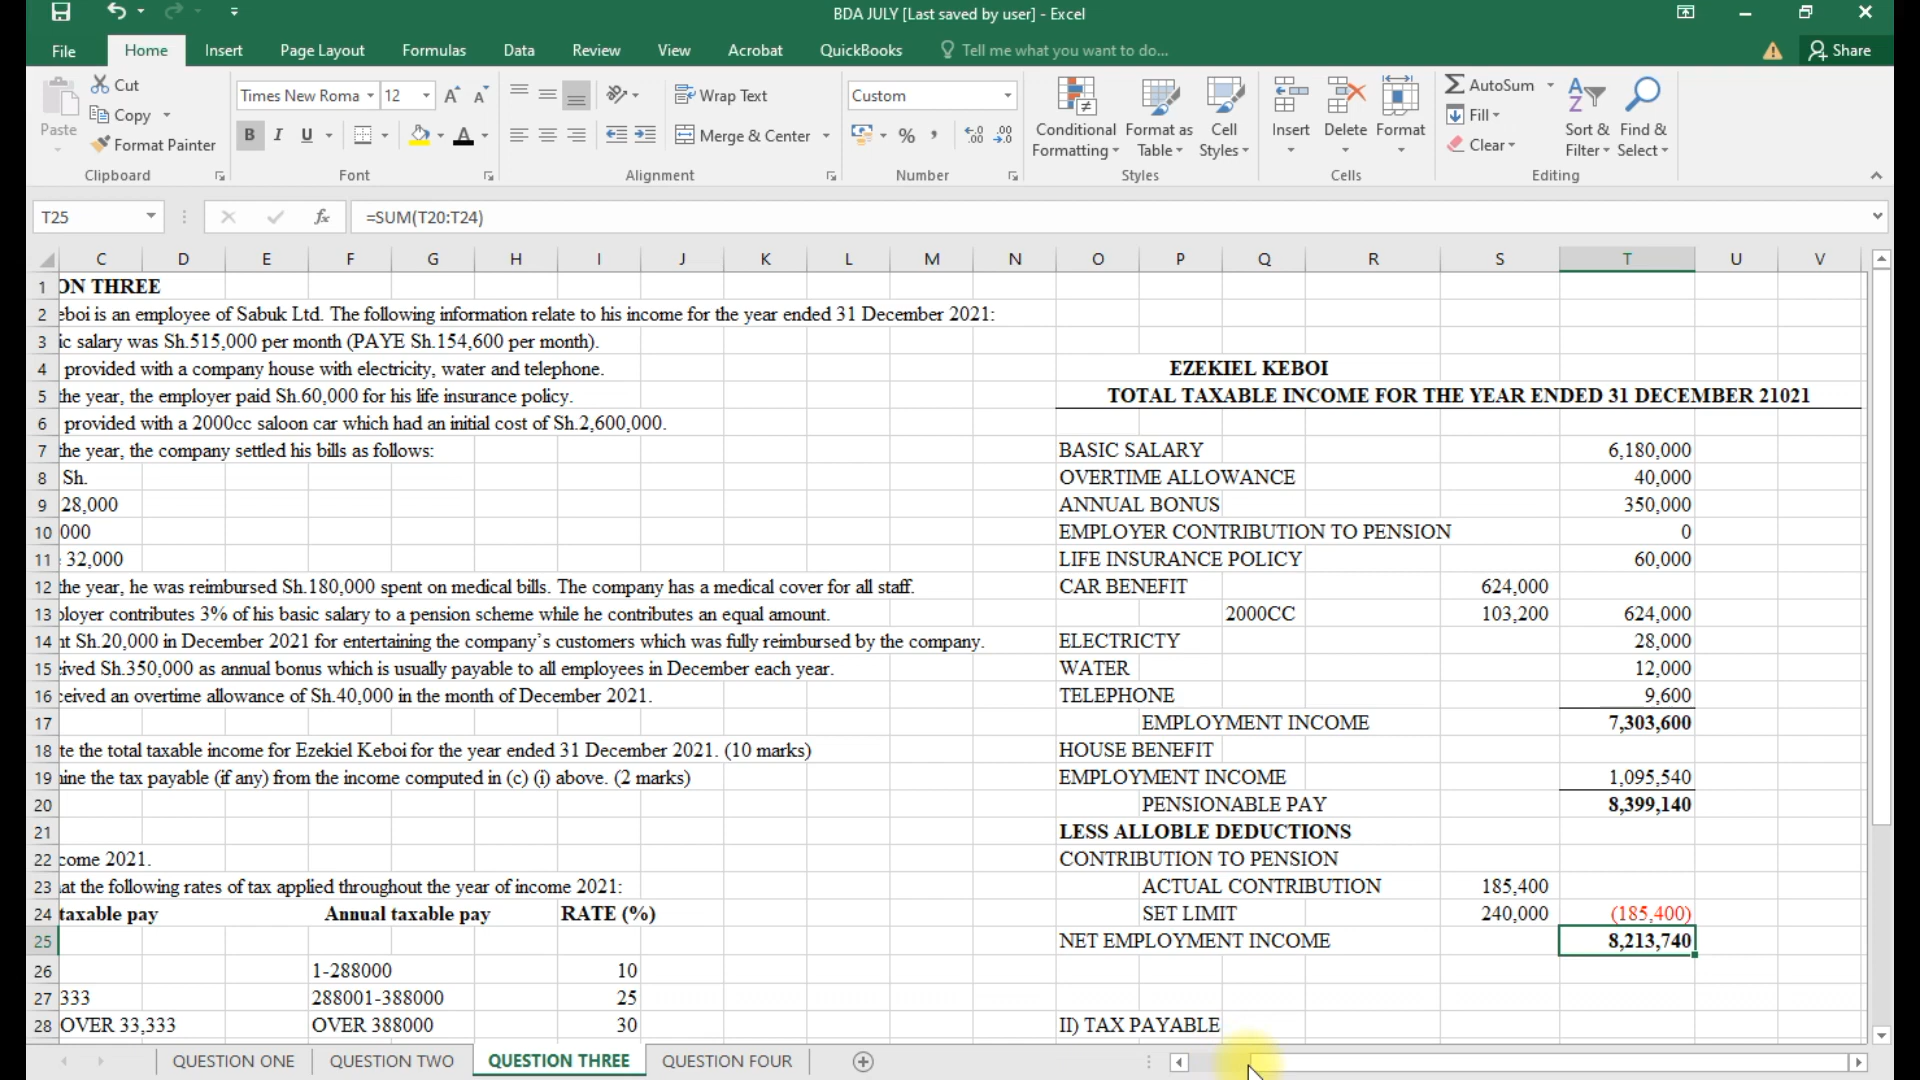 BDA JULY [Last saved by user] - Excel
File Home Insert Page Layout Formulas Data Review View Acrobat QuickBooks Tell me what you want to do... Share
Paste
Cut
Copy
Format Painter
Clipboard
Times New Roma 12
B I U
Font
Wrap Text
Merge & Center
Alignment
Custom
Number
Conditional Formatting
Format as Table
Cell Styles
Styles
Insert Delete Format
Cells
AutoSum
Fill
Clear
Sort & Filter
Find & Select
Editing
T25 fx =SUM(T20:T24)
C D E F G H I J K L M N O P Q R S T U V
1 ON THREE
2 eboi is an employee of Sabuk Ltd. The following information relate to his income for the year ended 31 December 2021:
3 ic salary was Sh.515,000 per month (PAYE Sh.154,600 per month).
4 provided with a company house with electricity, water and telephone. EZEKIEL KEBOI
5 the year, the employer paid Sh.60,000 for his life insurance policy. TOTAL TAXABLE INCOME FOR THE YEAR ENDED 31 DECEMBER 21021
6 provided with a 2000cc saloon car which had an initial cost of Sh.2,600,000.
7 the year, the company settled his bills as follows: BASIC SALARY 6,180,000
8 Sh. OVERTIME ALLOWANCE 40,000
9 28,000 ANNUAL BONUS 350,000
10 000 EMPLOYER CONTRIBUTION TO PENSION 0
11 : 32,000 LIFE INSURANCE POLICY 60,000
12 the year, he was reimbursed Sh.180,000 spent on medical bills. The company has a medical cover for all staff. CAR BENEFIT 624,000
13 ployer contributes 3% of his basic salary to a pension scheme while he contributes an equal amount. 2000CC 103,200 624,000
14 nt Sh.20,000 in December 2021 for entertaining the company's customers which was fully reimbursed by the company. ELECTRICTY 28,000
15 eived Sh.350,000 as annual bonus which is usually payable to all employees in December each year. WATER 12,000
16 ceived an overtime allowance of Sh.40,000 in the month of December 2021. TELEPHONE 9,600
17 EMPLOYMENT INCOME 7,303,600
18 te the total taxable income for Ezekiel Keboi for the year ended 31 December 2021. (10 marks) HOUSE BENEFIT
19 nine the tax payable (if any) from the income computed in (c) (i) above. (2 marks) EMPLOYMENT INCOME 1,095,540
20 PENSIONABLE PAY 8,399,140
21 LESS ALLOBLE DEDUCTIONS
22 come 2021. CONTRIBUTION TO PENSION
23 at the following rates of tax applied throughout the year of income 2021: ACTUAL CONTRIBUTION 185,400
24 taxable pay Annual taxable pay RATE (%) SET LIMIT 240,000 (185,400)
25 NET EMPLOYMENT INCOME 8,213,740
26 1-288000 10
27 333 288001-388000 25
28 OVER 33,333 OVER 388000 30 II) TAX PAYABLE
QUESTION ONE QUESTION TWO QUESTION THREE QUESTION FOUR